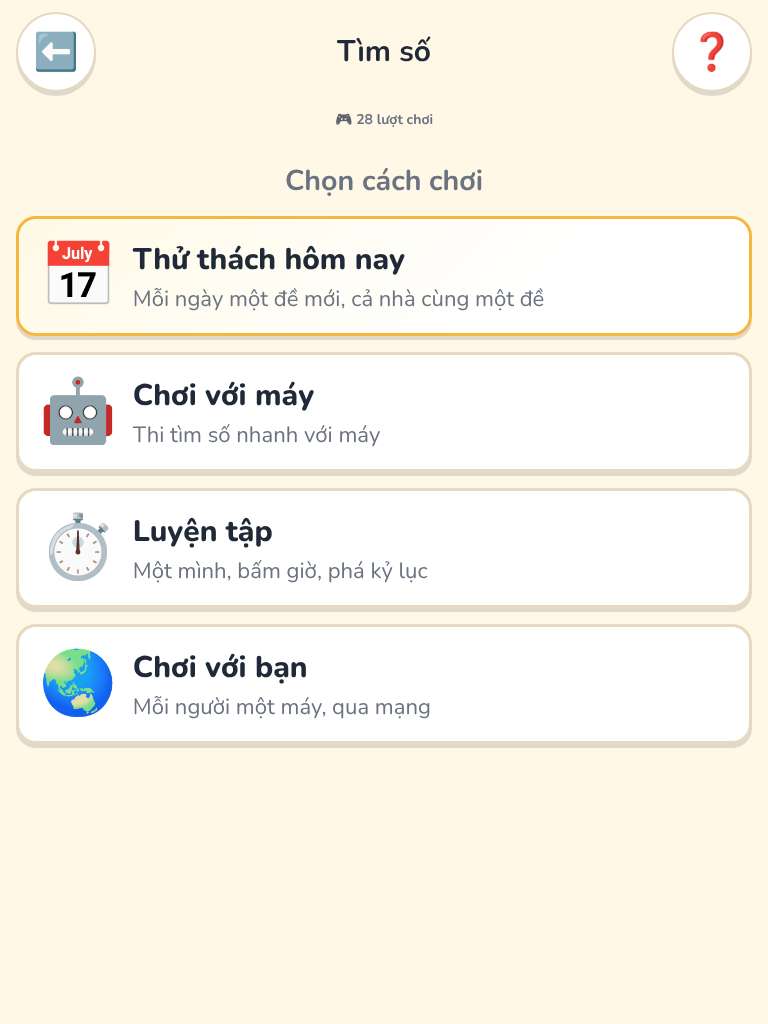 Tìm số
28 lượt chơi
Chọn cách chơi
July
17
Thử thách hôm nay
Mỗi ngày một đề mới, cả nhà cùng một đề
Chơi với máy
Thi tìm số nhanh với máy
Luyện tập
Một mình, bấm giờ, phá kỷ lục
Chơi với bạn
Mỗi người một máy, qua mạng